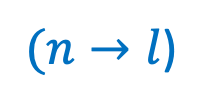 (n → l)